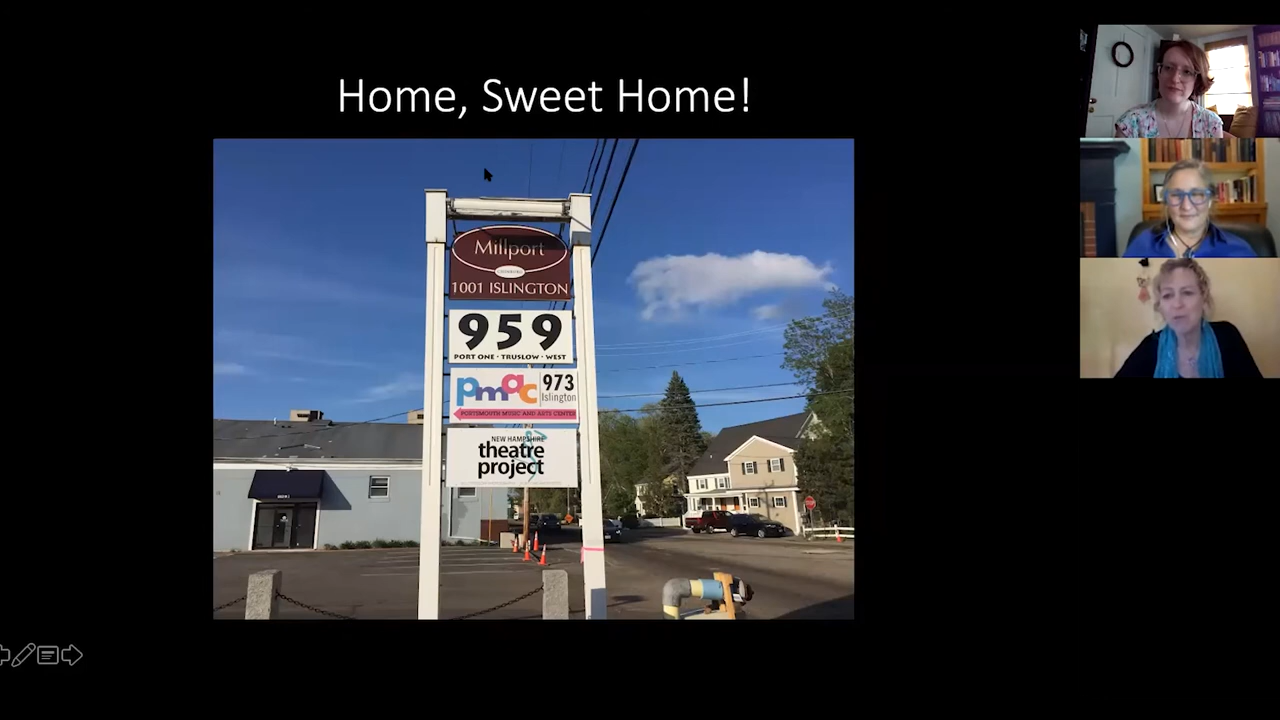 Home, Sweet Home!
Millport
1001 ISLINGTON
959
PORT ONE · TRUSLOW · WEST
pmac 973
Islington
PORTSMOUTH MUSIC AND ARTS CENTER
NEW HAMPSHIRE
theatre
project